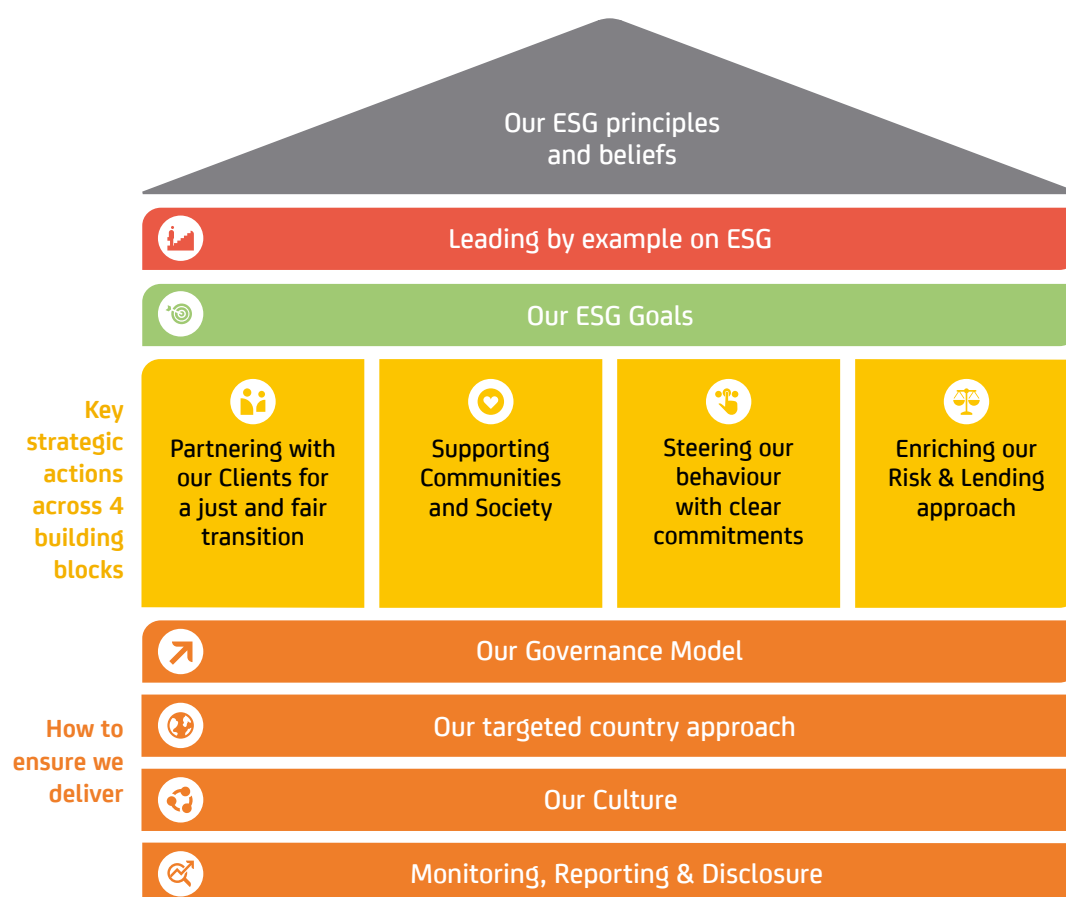 Our ESG principles
and beliefs
Leading by example on ESG
Our ESG Goals
Key
strategic
actions
across 4
building
blocks
Partnering with
our Clients for
a just and fair
transition
Supporting
Communities
and Society
Steering our
behaviour
with clear
commitments
Enriching our
Risk & Lending
approach
How to
ensure we
deliver
Our Governance Model
Our targeted country approach
Our Culture
Monitoring, Reporting & Disclosure